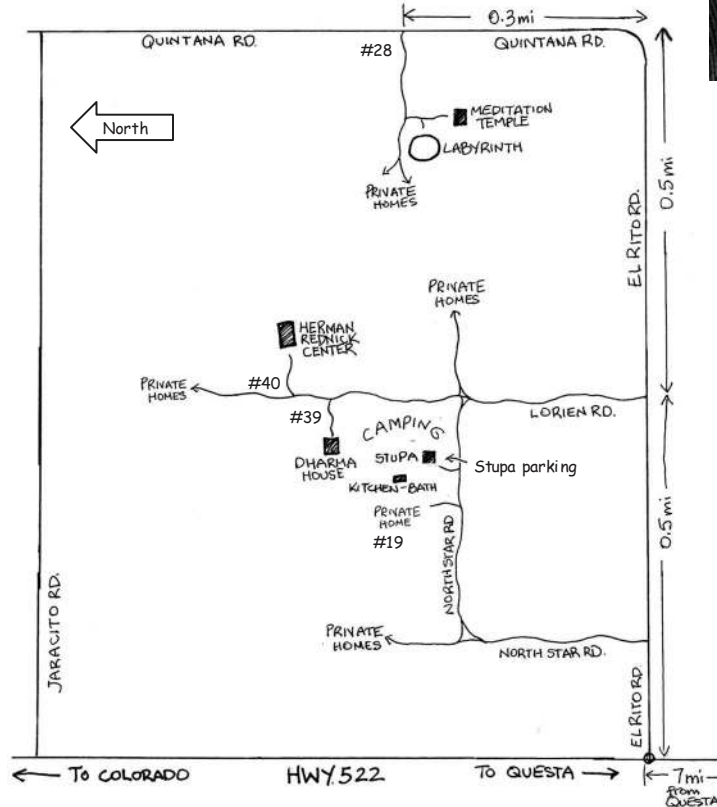 0.3mi
QUINTANA RD.
#28
QUINTANA RD.
North
MEDITATION
TEMPLE
LABYRINTH
PRIVATE
HOMES
0.5mi
EL RITO RD.
PRIVATE
HOMES
HERMAN
REDNICK
CENTER
PRIVATE
HOMES
#40
LORIEN RD.
#39
CAMPING
DHARMA
HOUSE
STUPA
Stupa parking
KITCHEN-BATH
PRIVATE
HOME
#19
NORTH STAR RD
0.5mi
JARACITO RD.
PRIVATE
HOMES
NORTH STAR RD.
EL RITO RD.
TO COLORADO
HWY. 522
TO QUESTA
7mi
from
QUESTA